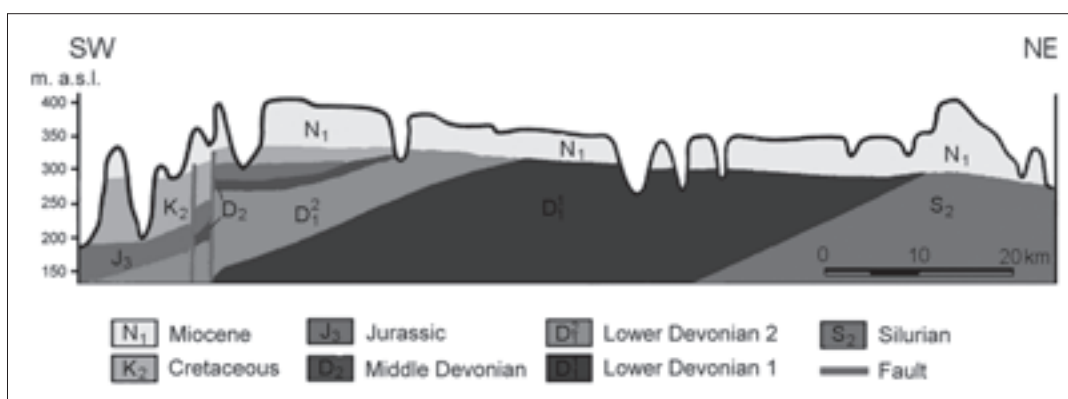 SW NE
m. a.s.l.
400
350 N₁
300 N₁ N₁
250 K₂ D₂ D₁² D₁¹ S₂
200 0 10 20 km
150 J₃
N₁ Miocene J₃ Jurassic D₁² Lower Devonian 2 S₂ Silurian
K₂ Cretaceous D₂ Middle Devonian D₁¹ Lower Devonian 1 Fault